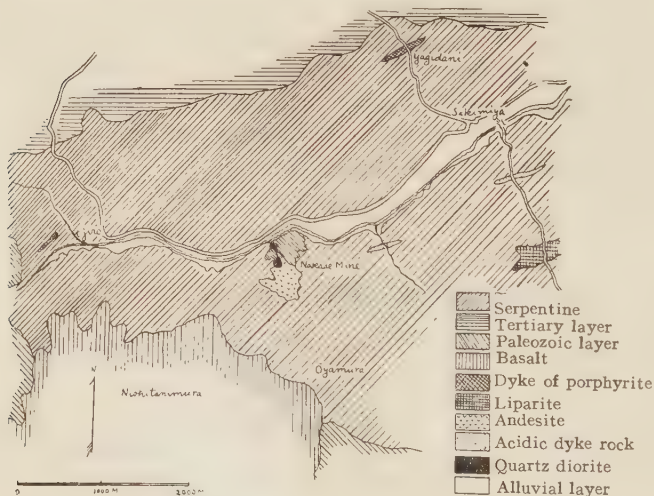 Yagidani
Sekimiya
Nakase Mine
Oyamura
Serpentine
Tertiary layer
Paleozoic layer
Basalt
Dyke of porphyrite
Liparite
Andesite
Acidic dyke rock
Quartz diorite
Alluvial layer
Nishitanimura
0 1000 M 2000 M